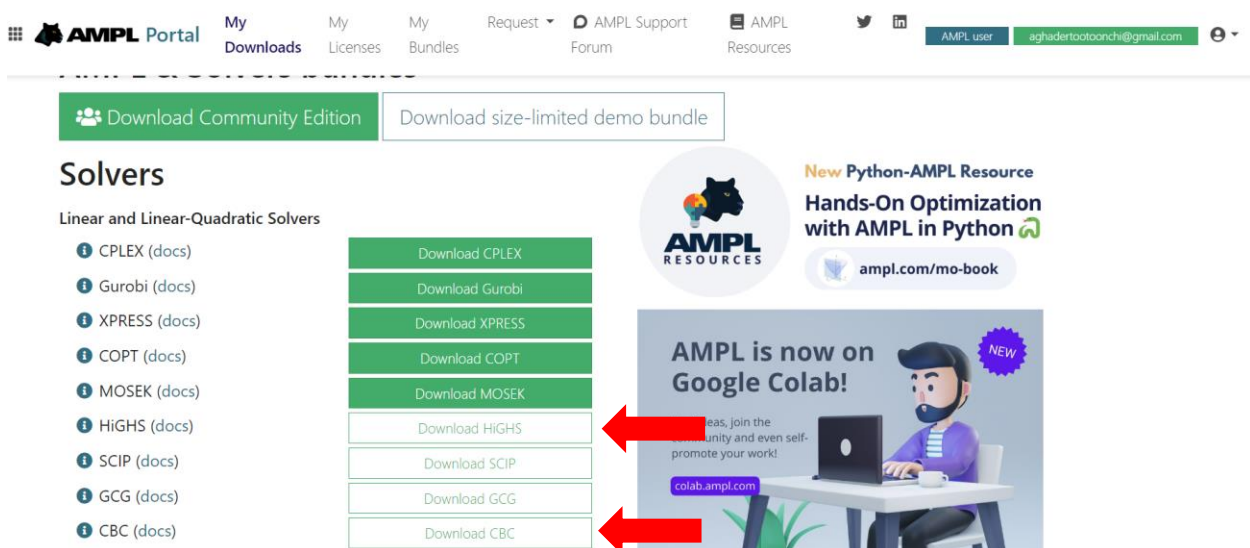 AMPL Portal
My Downloads
My Licenses
My Bundles
Request
AMPL Support Forum
AMPL Resources
AMPL user
aghadertootoonchi@gmail.com
AMPL & Solvers bundles
Download Community Edition
Download size-limited demo bundle
Solvers
Linear and Linear-Quadratic Solvers
CPLEX (docs)
Download CPLEX
Gurobi (docs)
Download Gurobi
XPRESS (docs)
Download XPRESS
COPT (docs)
Download COPT
MOSEK (docs)
Download MOSEK
HiGHS (docs)
Download HiGHS
SCIP (docs)
Download SCIP
GCG (docs)
Download GCG
CBC (docs)
Download CBC
AMPL
RESOURCES
New Python-AMPL Resource
Hands-On Optimization
with AMPL in Python
ampl.com/mo-book
AMPL is now on
Google Colab!
NEW
join the
and even self-
promote your work!
colab.ampl.com